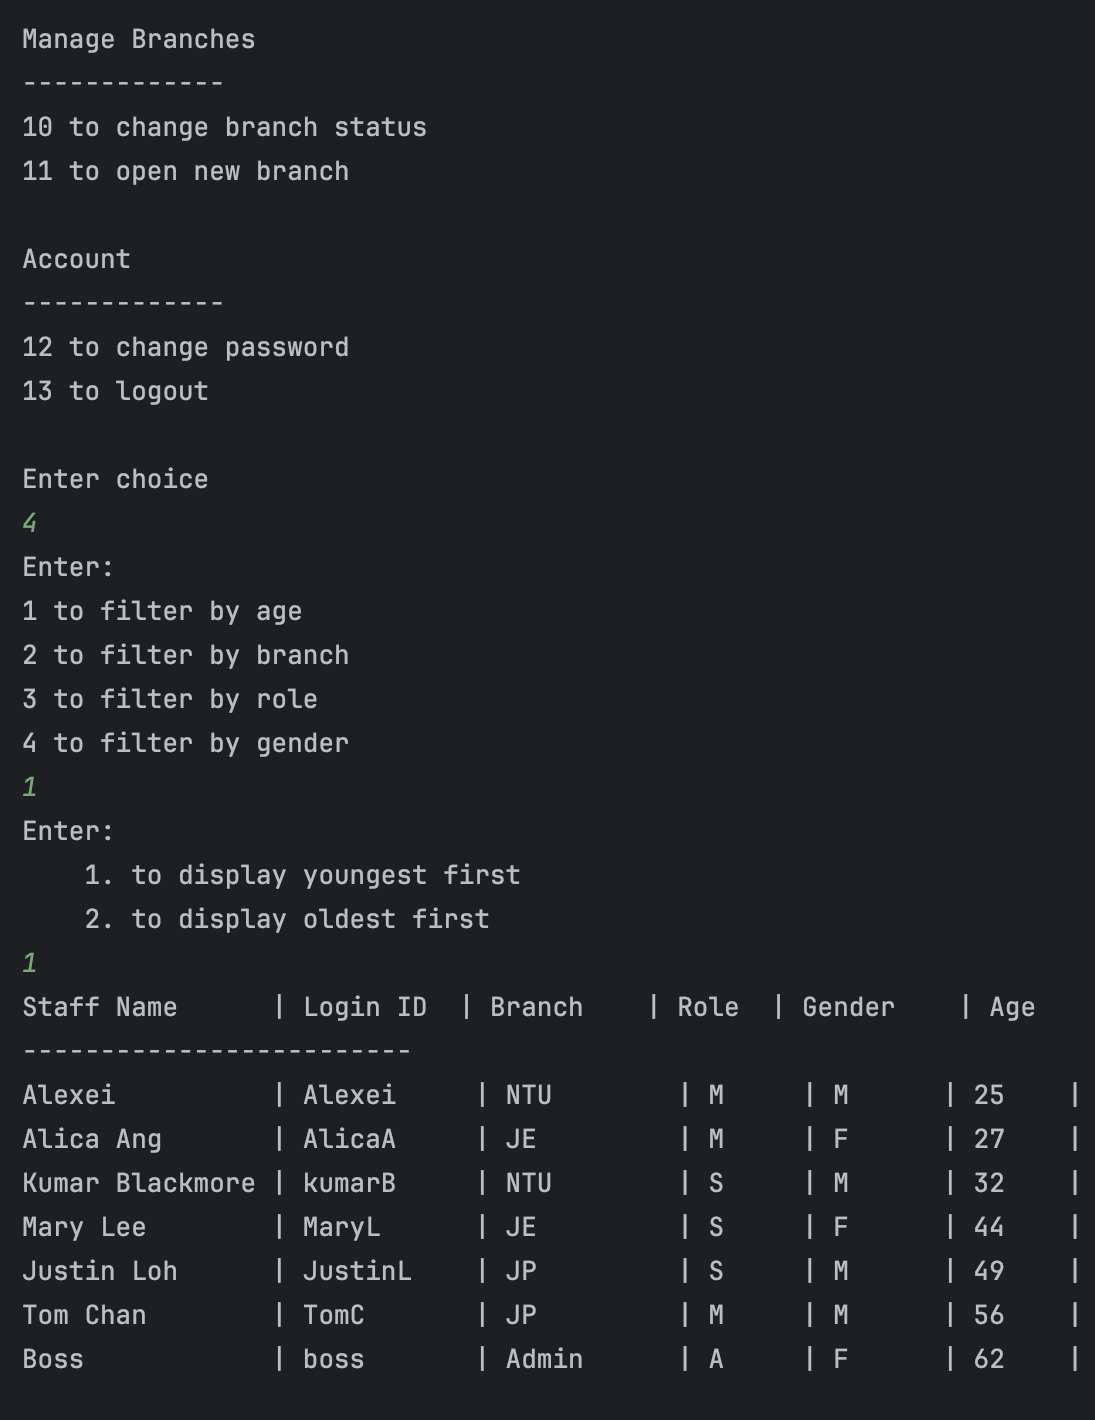 Manage Branches
-------------
10 to change branch status
11 to open new branch
Account
-------------
12 to change password
13 to logout
Enter choice
4
Enter:
1 to filter by age
2 to filter by branch
3 to filter by role
4 to filter by gender
1
Enter:
    1. to display youngest first
    2. to display oldest first
1
Staff Name      | Login ID  | Branch    | Role  | Gender    | Age
-------------------------
Alexei          | Alexei     | NTU        | M     | M      | 25    |
Alica Ang       | AlicaA     | JE         | M     | F      | 27    |
Kumar Blackmore | kumarB     | NTU        | S     | M      | 32    |
Mary Lee        | MaryL      | JE         | S     | F      | 44    |
Justin Loh      | JustinL    | JP         | S     | M      | 49    |
Tom Chan        | TomC       | JP         | M     | M      | 56    |
Boss            | boss       | Admin      | A     | F      | 62    |